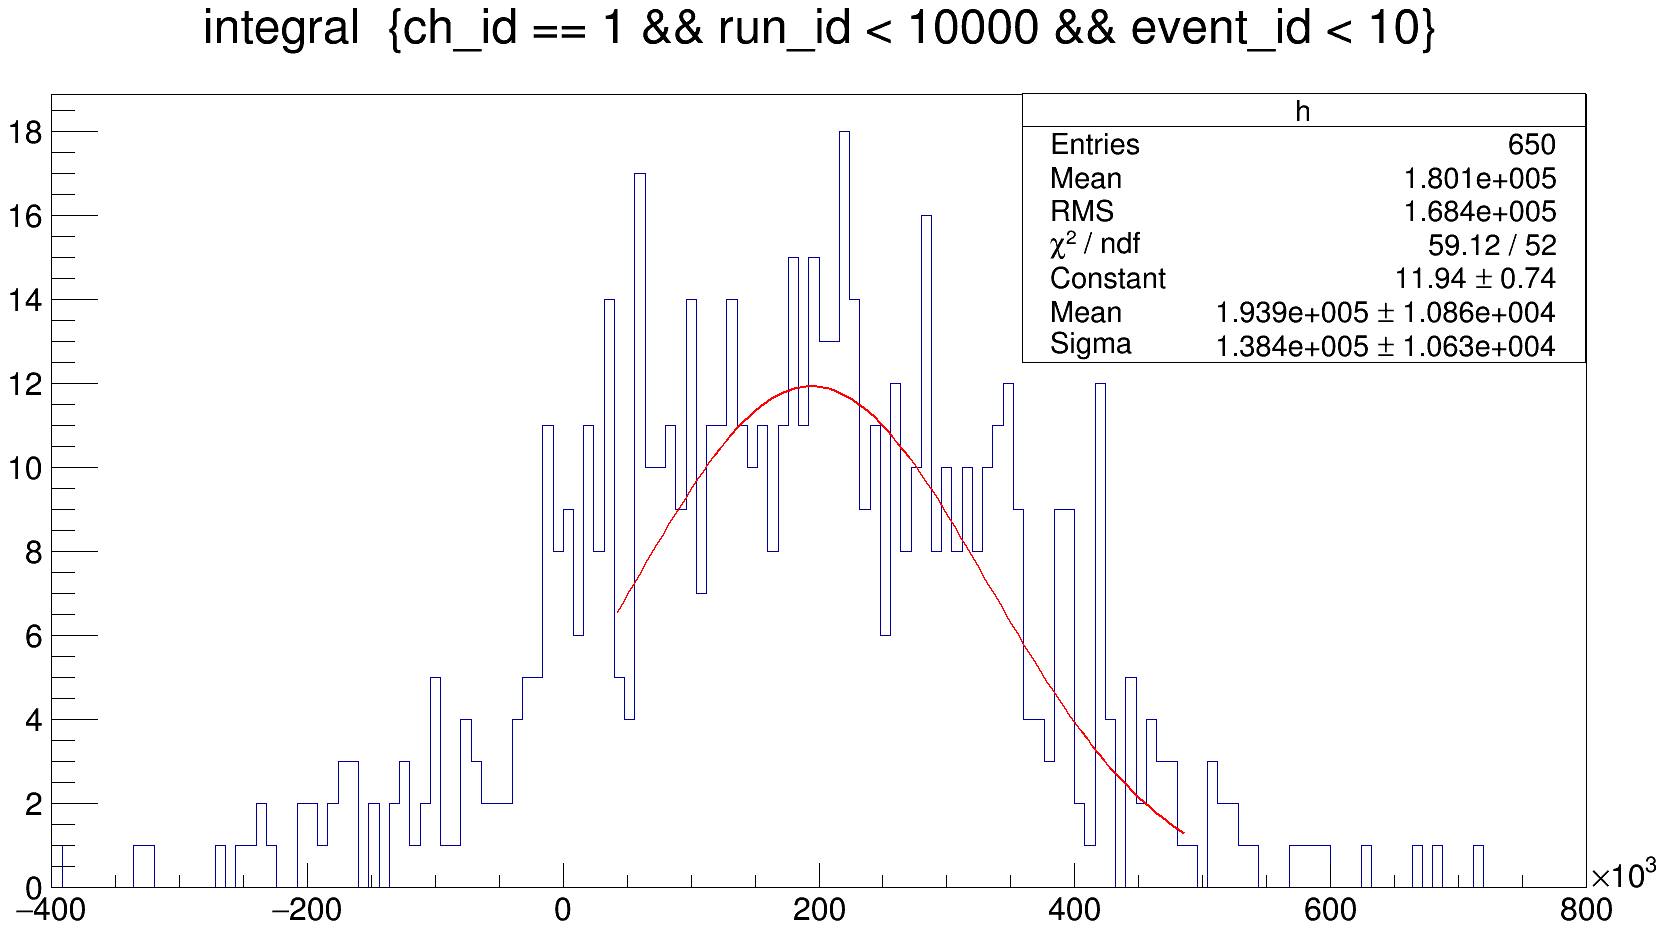 integral {ch_id == 1 && run_id < 10000 && event_id < 10}
h
Entries 650
Mean 1.801e+005
RMS 1.684e+005
χ² / ndf 59.12 / 52
Constant 11.94 ± 0.74
Mean 1.939e+005 ± 1.086e+004
Sigma 1.384e+005 ± 1.063e+004
18
16
14
12
10
8
6
4
2
0
−400 −200 0 200 400 600 800
×10³